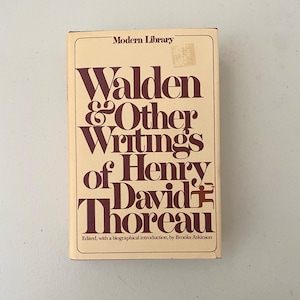 Modern Library
Walden
& Other
Writings
of Henry
David
Thoreau
Edited, with a biographical introduction, by Brooks Atkinson